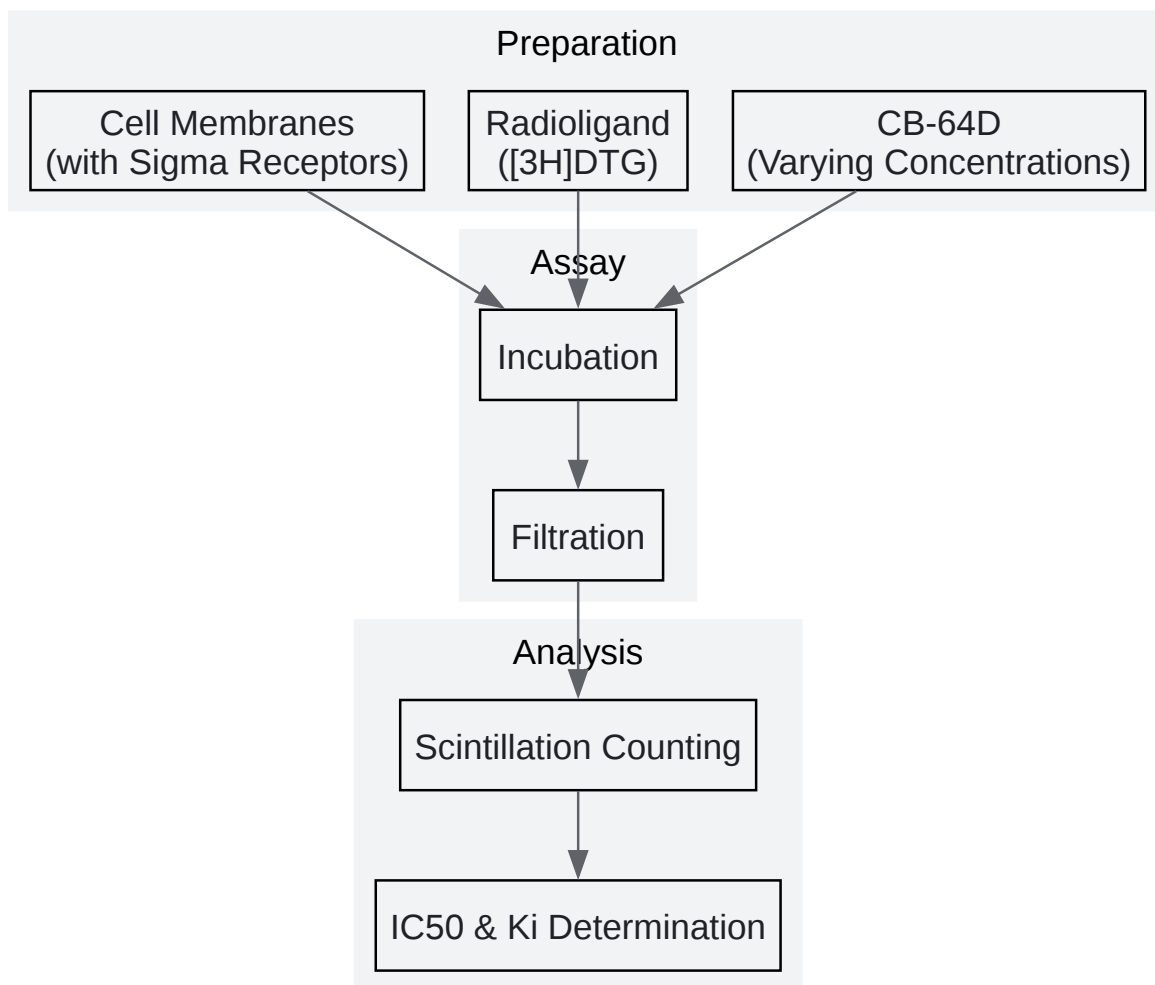 Preparation
Cell Membranes
(with Sigma Receptors)
Radioligand
([3H]DTG)
CB-64D
(Varying Concentrations)
Assay
Incubation
Filtration
Analysis
Scintillation Counting
IC50 & Ki Determination